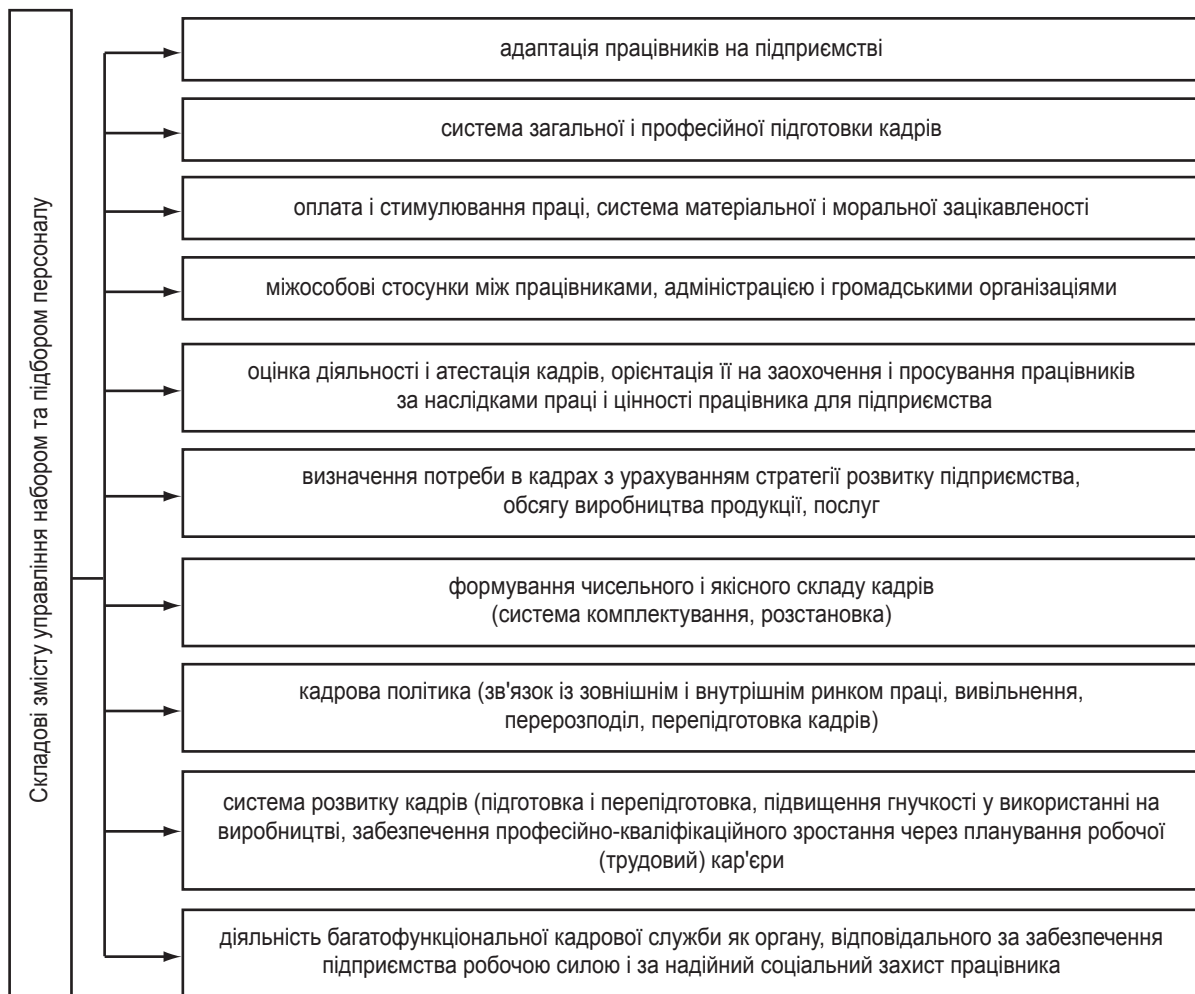 Складові змісту управління набором та підбором персоналу
адаптація працівників на підприємстві
система загальної і професійної підготовки кадрів
оплата і стимулювання праці, система матеріальної і моральної зацікавленості
міжособові стосунки між працівниками, адміністрацією і громадськими організаціями
оцінка діяльності і атестація кадрів, орієнтація її на заохочення і просування працівників
за наслідками праці і цінності працівника для підприємства
визначення потреби в кадрах з урахуванням стратегії розвитку підприємства,
обсягу виробництва продукції, послуг
формування чисельного і якісного складу кадрів
(система комплектування, розстановка)
кадрова політика (зв'язок із зовнішнім і внутрішнім ринком праці, вивільнення,
перерозподіл, перепідготовка кадрів)
система розвитку кадрів (підготовка і перепідготовка, підвищення гнучкості у використанні на
виробництві, забезпечення професійно-кваліфікаційного зростання через планування робочої
(трудовий) кар'єри
діяльність багатофункціональної кадрової служби як органу, відповідального за забезпечення
підприємства робочою силою і за надійний соціальний захист працівника